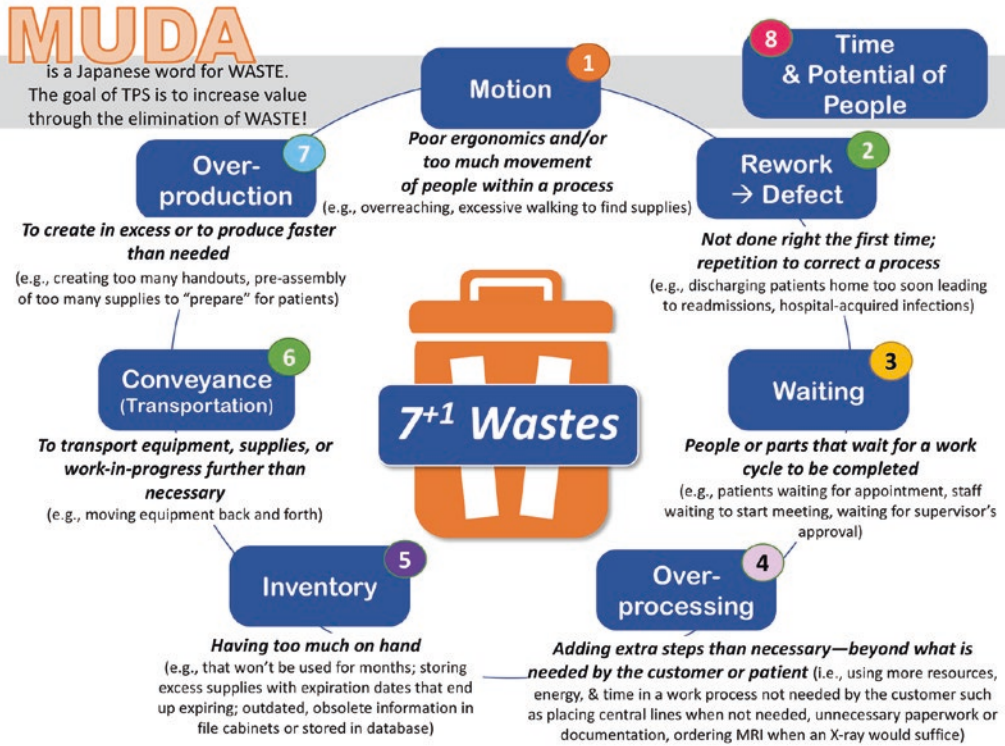 MUDA
is a Japanese word for WASTE.
The goal of TPS is to increase value
through the elimination of WASTE!
1
Motion
Poor ergonomics and/or
too much movement
of people within a process
(e.g., overreaching, excessive walking to find supplies)
8
Time
& Potential of
People
2
Rework
→ Defect
Not done right the first time;
repetition to correct a process
(e.g., discharging patients home too soon leading
to readmissions, hospital-acquired infections)
3
Waiting
People or parts that wait for a work
cycle to be completed
(e.g., patients waiting for appointment, staff
waiting to start meeting, waiting for supervisor's
approval)
4
Over-
processing
Adding extra steps than necessary—beyond what is
needed by the customer or patient (i.e., using more resources,
energy, & time in a work process not needed by the customer such
as placing central lines when not needed, unnecessary paperwork or
documentation, ordering MRI when an X-ray would suffice)
5
Inventory
Having too much on hand
(e.g., that won't be used for months; storing
excess supplies with expiration dates that end
up expiring; outdated, obsolete information in
file cabinets or stored in database)
6
Conveyance
(Transportation)
To transport equipment, supplies, or
work-in-progress further than
necessary
(e.g., moving equipment back and forth)
7
Over-
production
To create in excess or to produce faster
than needed
(e.g., creating too many handouts, pre-assembly
of too many supplies to “prepare” for patients)
7+1 Wastes